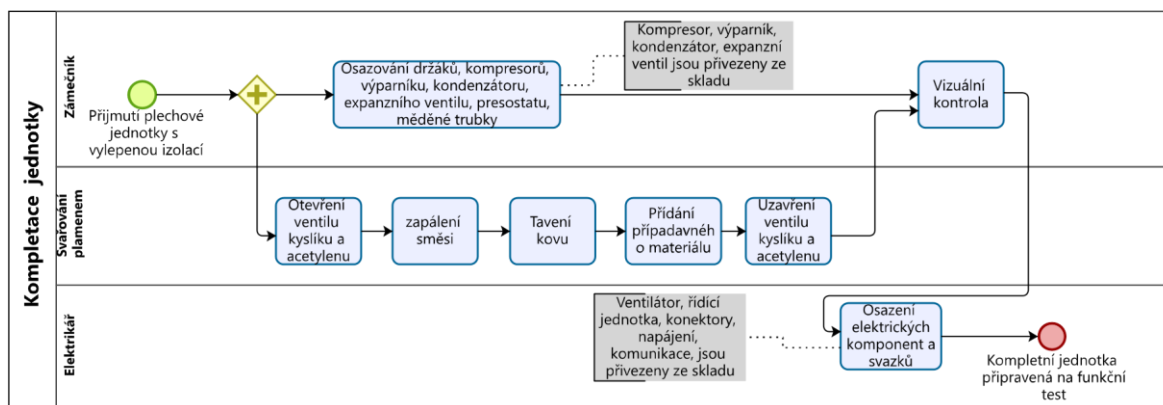 Kompletace jednotky
Zámečník
Přijmutí plechové
jednotky s
vylepenou izolací
Osazování držáků, kompresorů,
výparníku, kondenzátoru,
expanzního ventilu, presostatu,
měděné trubky
Kompresor, výparník,
kondenzátor, expanzní
ventil jsou přivezeny ze
skladu
Vizuální
kontrola
Svařování
plamenem
Otevření
ventilu
kyslíku a
acetylenu
zapálení
směsi
Tavení
kovu
Přídání
případavnéh
o materiálu
Uzavření
ventilu
kyslíku a
acetylenu
Elektrikář
Ventilátor, řídící
jednotka, konektory,
napájení,
komunikace, jsou
přivezeny ze skladu
Osazení
elektrických
komponent a
svazků
Kompletní jednotka
připravená na funkční
test